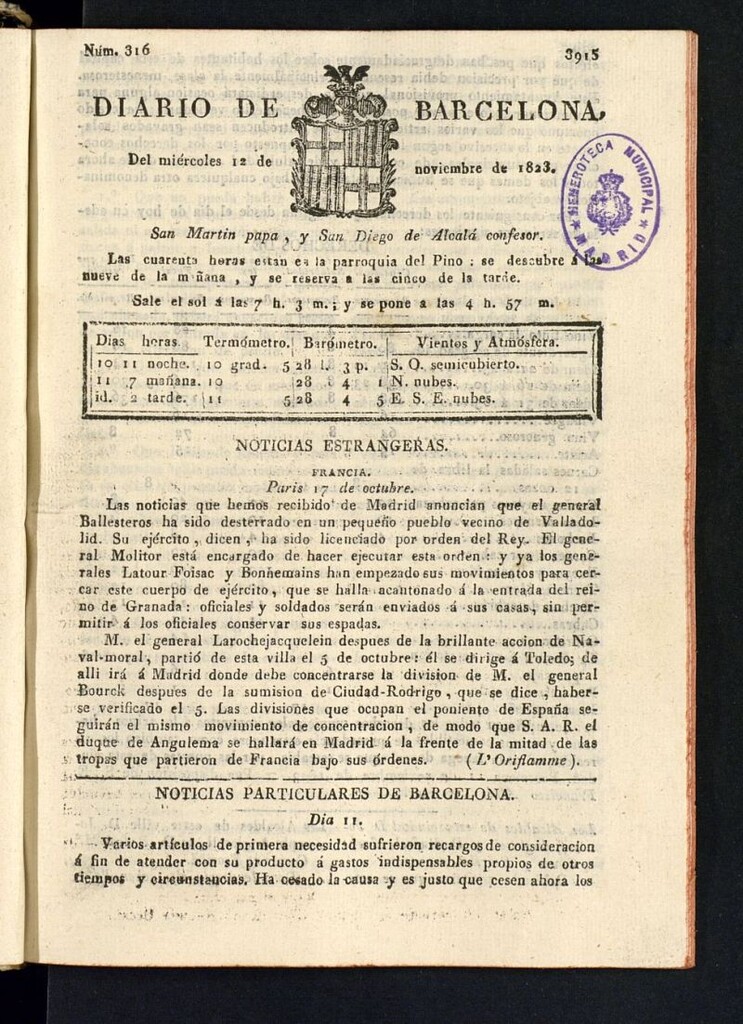 Núm. 316
3915
DIARIO DE BARCELONA,
Del miércoles 12 de noviembre de 1823.
HEMEROTECA MUNICIPAL
MADRID
San Martin papa, y San Diego de Alcalá confesor.
Las cuarenta horas estan en la parroquia del Pino: se descubre á las
nueve de la mañana, y se reserva a las cinco de la tarde.
Sale el sol á las 7 h. 3 m.; y se pone a las 4 h. 57 m.
Dias horas. Termómetro. Barómetro. Vientos y Atmósfera.
10 11 noche. 10 grad. 5 28 l. 3 p. S. O. semicubierto.
11 7 mañana. 10 28 4 1 N. nubes.
id. 2 tarde. 11 5 28 4 5 E. S. E. nubes.
NOTICIAS ESTRANGERAS.
FRANCIA.
Paris 17 de octubre.
Las noticias que hemos recibido de Madrid anuncian que el general
Ballesteros ha sido desterrado en un pequeño pueblo vecino de Vallado-
lid. Su ejército, dicen, ha sido licenciado por orden del Rey. El gene-
ral Molitor está encargado de hacer ejecutar esta orden: y ya los gene-
rales Latour Foisac y Bonhemains han empezado sus movimientos para cer-
car este cuerpo de ejército, que se halla acantonado á la entrada del rei-
no de Granada: oficiales y soldados serán enviados á sus casas, sin per-
mitir á los oficiales conservar sus espadas.
M. el general Larochejacquelein despues de la brillante accion de Na-
val-moral, partió de esta villa el 5 de octubre: él se dirige á Toledo; de
alli irá á Madrid donde debe concentrarse la division de M. el general
Bourck despues de la sumision de Ciudad-Rodrigo, que se dice, haber-
se verificado el 5. Las divisiones que ocupan el poniente de España se-
guirán el mismo movimiento de concentracion, de modo que S. A. R. el
duque de Angulema se hallará en Madrid á la frente de la mitad de las
tropas que partieron de Francia bajo sus órdenes. (L'Oriflamme).
NOTICIAS PARTICULARES DE BARCELONA.
Dia 11.
Varios artículos de primera necesidad sufrieron recargos de consideracion
á fin de atender con su producto á gastos indispensables propios de otros
tiempos y circunstancias. Ha cesado la causa y es justo que cesen ahora los